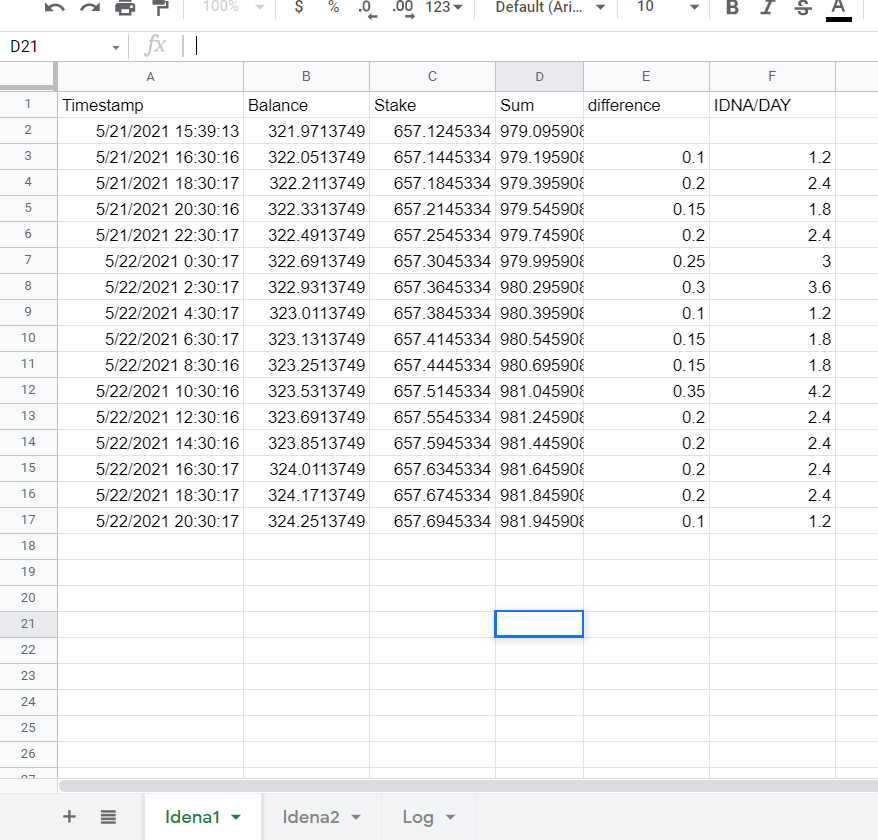 100% $ % .0 .00 123 Default (Ari... 10 B I S A
D21 fx
A B C D E F
1 Timestamp Balance Stake Sum difference IDNA/DAY
2 5/21/2021 15:39:13 321.9713749 657.1245334 979.095908
3 5/21/2021 16:30:16 322.0513749 657.1445334 979.195908 0.1 1.2
4 5/21/2021 18:30:17 322.2113749 657.1845334 979.395908 0.2 2.4
5 5/21/2021 20:30:16 322.3313749 657.2145334 979.545908 0.15 1.8
6 5/21/2021 22:30:17 322.4913749 657.2545334 979.745908 0.2 2.4
7 5/22/2021 0:30:17 322.6913749 657.3045334 979.995908 0.25 3
8 5/22/2021 2:30:17 322.9313749 657.3645334 980.295908 0.3 3.6
9 5/22/2021 4:30:17 323.0113749 657.3845334 980.395908 0.1 1.2
10 5/22/2021 6:30:17 323.1313749 657.4145334 980.545908 0.15 1.8
11 5/22/2021 8:30:16 323.2513749 657.4445334 980.695908 0.15 1.8
12 5/22/2021 10:30:16 323.5313749 657.5145334 981.045908 0.35 4.2
13 5/22/2021 12:30:16 323.6913749 657.5545334 981.245908 0.2 2.4
14 5/22/2021 14:30:16 323.8513749 657.5945334 981.445908 0.2 2.4
15 5/22/2021 16:30:17 324.0113749 657.6345334 981.645908 0.2 2.4
16 5/22/2021 18:30:17 324.1713749 657.6745334 981.845908 0.2 2.4
17 5/22/2021 20:30:17 324.2513749 657.6945334 981.945908 0.1 1.2
18
19
20
21
22
23
24
25
26
27
+ Idena1 Idena2 Log